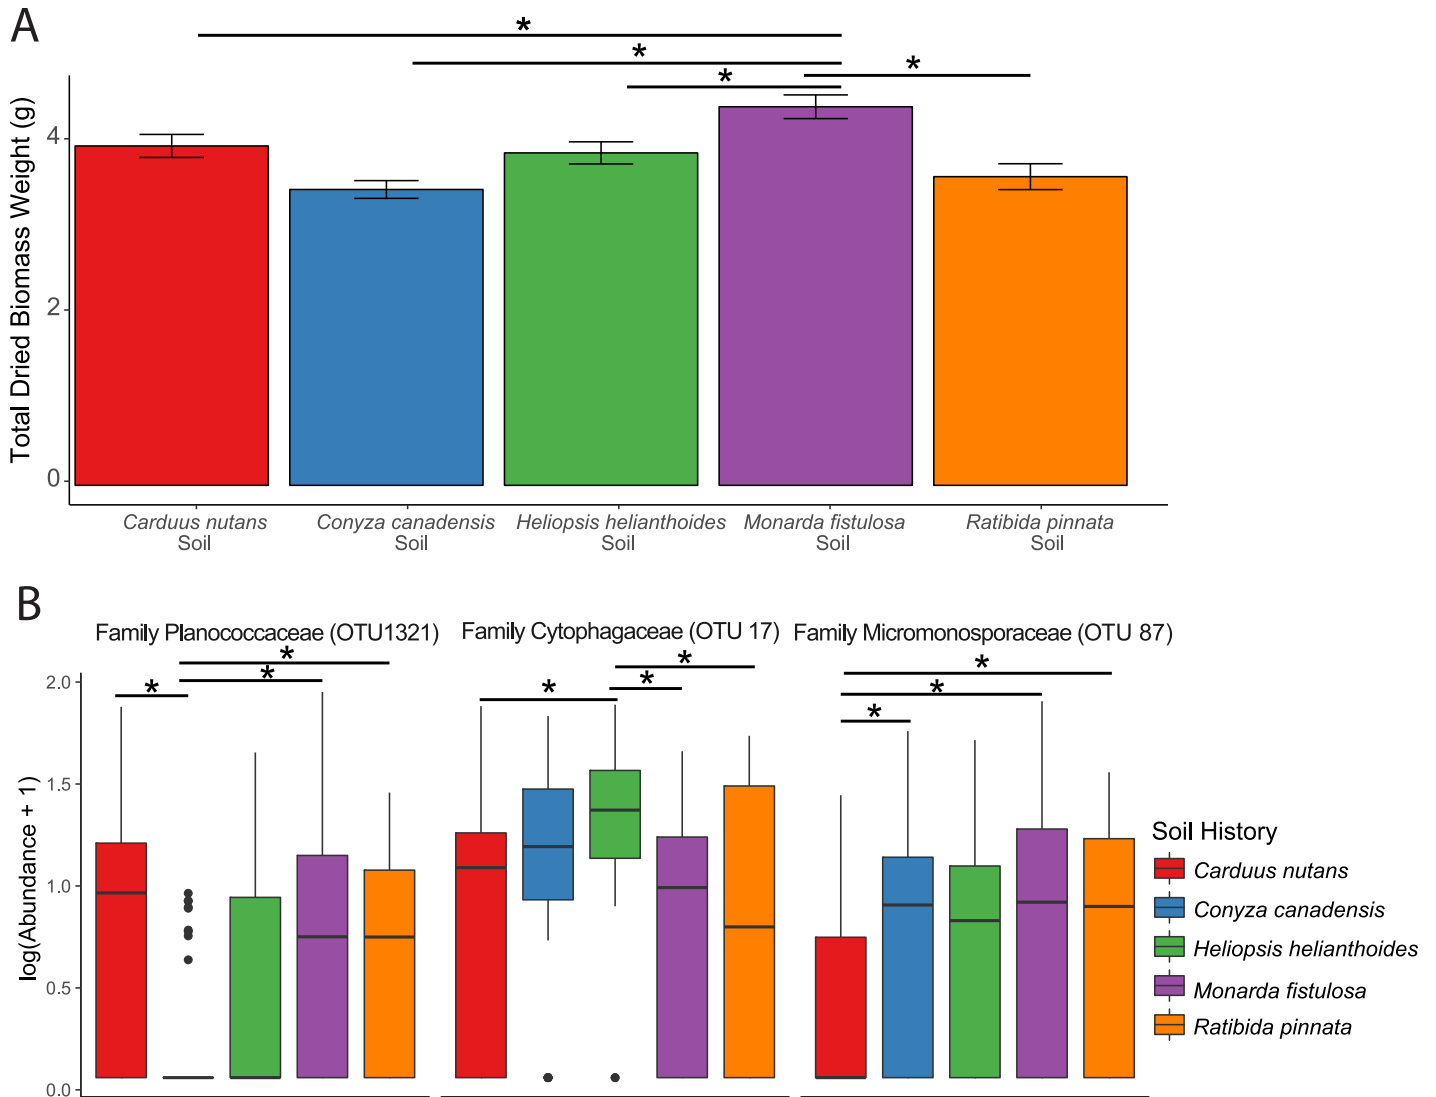 A
*
*
*
*
Total Dried Biomass Weight (g)
4
2
0
Carduus nutans
Soil
Conyza canadensis
Soil
Heliopsis helianthoides
Soil
Monarda fistulosa
Soil
Ratibida pinnata
Soil
B
Family Planococcaceae (OTU1321)
Family Cytophagaceae (OTU 17)
Family Micromonosporaceae (OTU 87)
*
*
*
*
*
*
*
*
*
log(Abundance + 1)
2.0
1.5
1.0
0.5
0.0
Soil History
Carduus nutans
Conyza canadensis
Heliopsis helianthoides
Monarda fistulosa
Ratibida pinnata